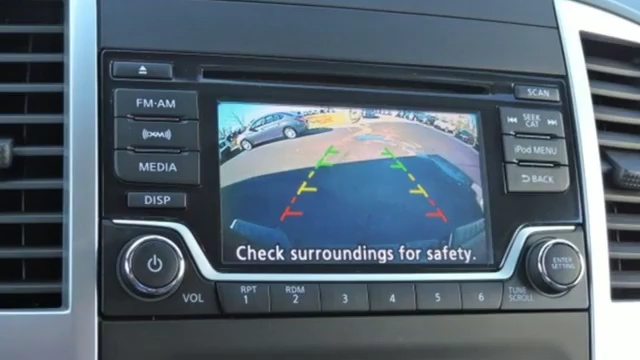 SCAN
FM·AM
SEEK
CAT
((XM))
iPod MENU
MEDIA
BACK
DISP
Check surroundings for safety.
VOL
RPT
1
RDM
2
3
4
5
6
TUNE
SCROLL
ENTER
SETTING